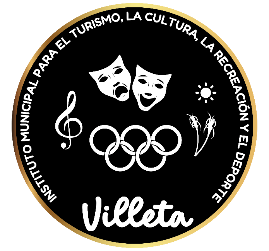 INSTITUTO MUNICIPAL PARA EL TURISMO, LA CULTURA, LA RECREACIÓN Y EL DEPORTE
Villeta